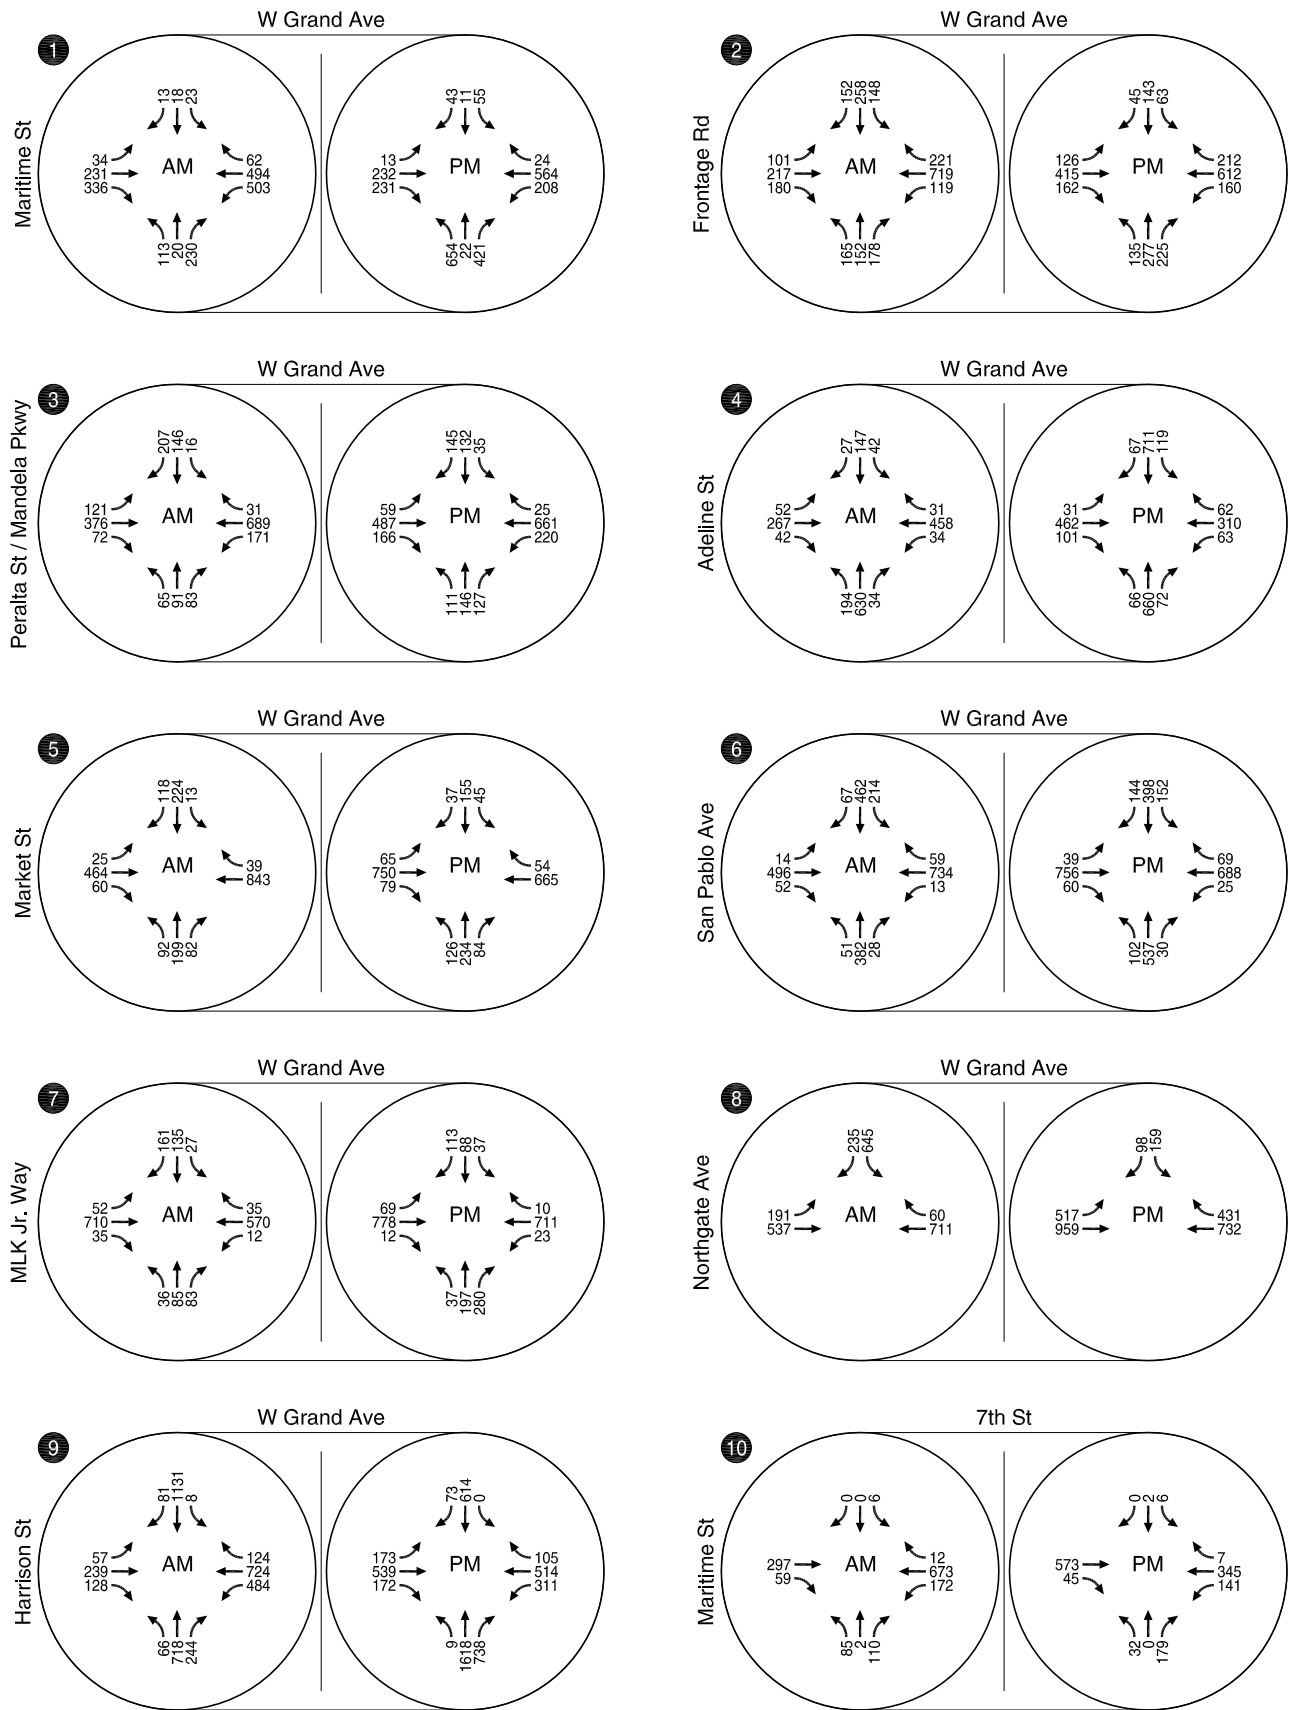 W Grand Ave
1
Maritime St
AM
13 18 23
34
231
336
62
494
503
113 20 230
PM
43 11 55
13
232
231
24
564
208
654 22 421
W Grand Ave
2
Frontage Rd
AM
152 258 148
101
217
180
221
719
119
165 152 178
PM
45 143 63
126
415
162
212
612
160
135 277 225
W Grand Ave
3
Peralta St / Mandela Pkwy
AM
207 146 16
121
376
72
31
689
171
65 91 83
PM
145 132 35
59
487
166
25
661
220
111 146 127
W Grand Ave
4
Adeline St
AM
27 147 42
52
267
42
31
458
34
194 630 34
PM
67 711 119
31
462
101
62
310
63
66 660 72
W Grand Ave
5
Market St
AM
118 224 13
25
464
60
39
843
92 199 82
PM
37 155 45
65
750
79
54
665
126 234 84
W Grand Ave
6
San Pablo Ave
AM
67 462 214
14
496
52
59
734
13
51 382 28
PM
144 398 152
39
756
60
69
688
25
102 537 30
W Grand Ave
7
MLK Jr. Way
AM
161 135 27
52
710
35
35
570
12
36 85 83
PM
113 88 37
69
778
12
10
711
23
37 197 280
W Grand Ave
8
Northgate Ave
AM
235 645
191
537
60
711
PM
98 159
517
959
431
732
W Grand Ave
9
Harrison St
AM
81 1131 8
57
239
128
124
724
484
66 718 244
PM
73 614 0
173
539
172
105
514
311
9 1618 738
7th St
10
Maritime St
AM
0 0 6
297
59
12
673
172
85 2 110
PM
0 2 6
573
45
7
345
141
32 0 179